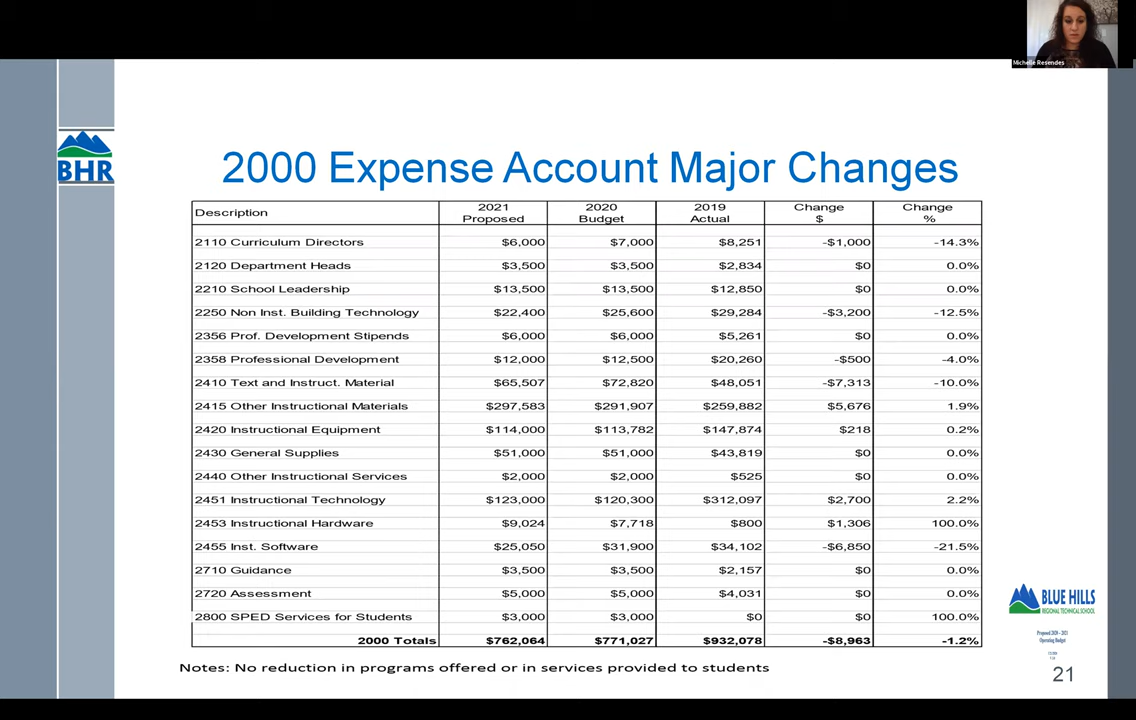 Michelle Resendes
BHR
2000 Expense Account Major Changes
Description 2021 Proposed 2020 Budget 2019 Actual Change $ Change %
2110 Curriculum Directors $6,000 $7,000 $8,251 -$1,000 -14.3%
2120 Department Heads $3,500 $3,500 $2,834 $0 0.0%
2210 School Leadership $13,500 $13,500 $12,850 $0 0.0%
2250 Non Inst. Building Technology $22,400 $25,600 $29,284 -$3,200 -12.5%
2356 Prof. Development Stipends $6,000 $6,000 $5,261 $0 0.0%
2358 Professional Development $12,000 $12,500 $20,260 -$500 -4.0%
2410 Text and Instruct. Material $65,507 $72,820 $48,051 -$7,313 -10.0%
2415 Other Instructional Materials $297,583 $291,907 $259,882 $5,676 1.9%
2420 Instructional Equipment $114,000 $113,782 $147,874 $218 0.2%
2430 General Supplies $51,000 $51,000 $43,819 $0 0.0%
2440 Other Instructional Services $2,000 $2,000 $525 $0 0.0%
2451 Instructional Technology $123,000 $120,300 $312,097 $2,700 2.2%
2453 Instructional Hardware $9,024 $7,718 $800 $1,306 100.0%
2455 Inst. Software $25,050 $31,900 $34,102 -$6,850 -21.5%
2710 Guidance $3,500 $3,500 $2,157 $0 0.0%
2720 Assessment $5,000 $5,000 $4,031 $0 0.0%
2800 SPED Services for Students $3,000 $3,000 $0 $0 100.0%
2000 Totals $762,064 $771,027 $932,078 -$8,963 -1.2%
Notes: No reduction in programs offered or in services provided to students
BLUE HILLS
REGIONAL TECHNICAL SCHOOL
Proposed 2020 - 2021
Operating Budget
21